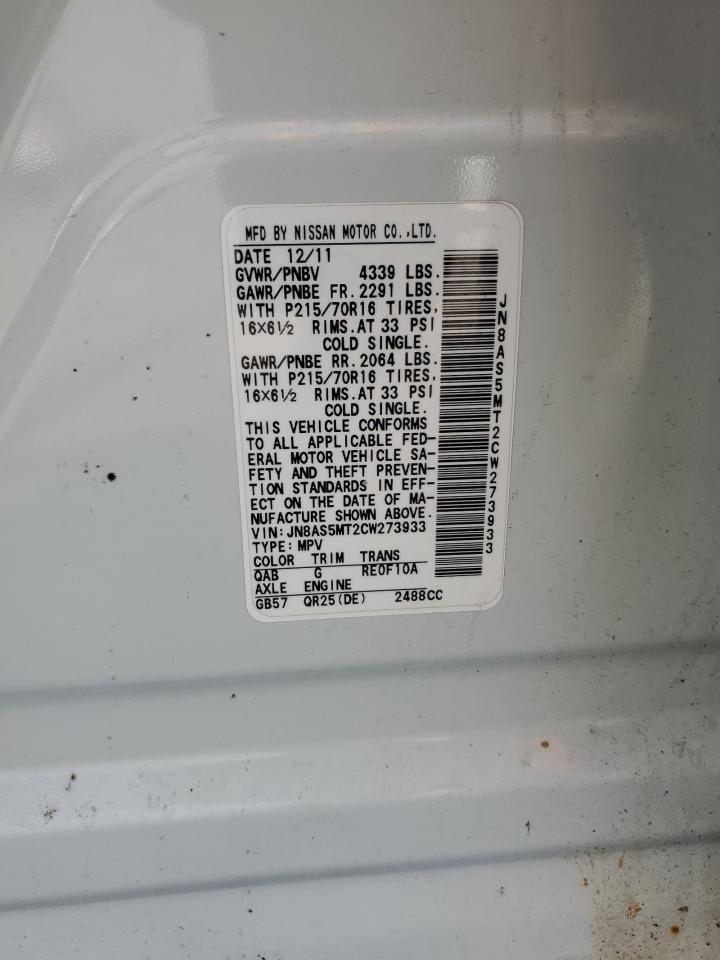 MFD BY NISSAN MOTOR CO.,LTD.
DATE 12/11
GVWR/PNBV 4339 LBS.
GAWR/PNBE FR. 2291 LBS.
WITH P215/70R16 TIRES,
16X6½ RIMS.AT 33 PSI
COLD SINGLE.
GAWR/PNBE RR. 2064 LBS.
WITH P215/70R16 TIRES,
16X6½ RIMS.AT 33 PSI
COLD SINGLE.
THIS VEHICLE CONFORMS
TO ALL APPLICABLE FED-
ERAL MOTOR VEHICLE SA-
FETY AND THEFT PREVEN-
TION STANDARDS IN EFF-
ECT ON THE DATE OF MA-
NUFACTURE SHOWN ABOVE.
VIN:JN8AS5MT2CW273933
TYPE:MPV
COLOR TRIM TRANS
QAB G RE0F10A
AXLE ENGINE
GB57 QR25(DE) 2488CC
JN8AS5MT2CW273933